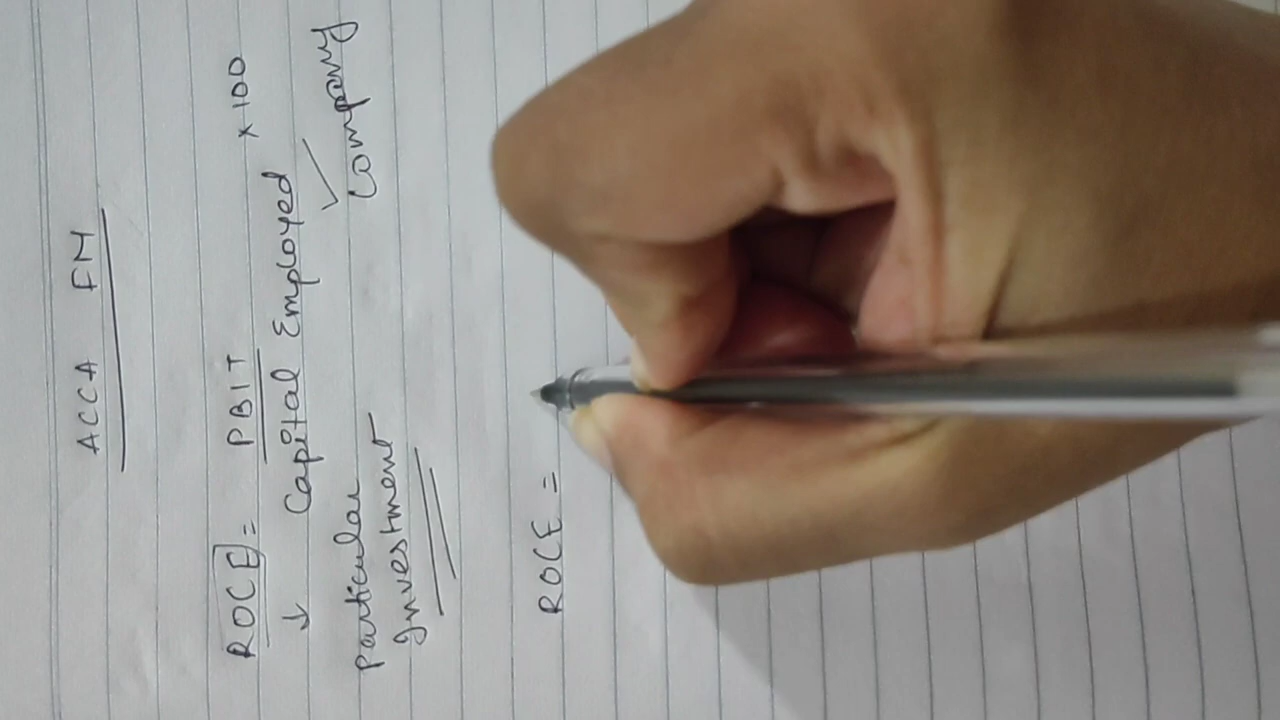 ACCA FM
ROCE = PBIT × 100
Capital Employed
↓
Particular ✓ Company
Investment
ROCE =